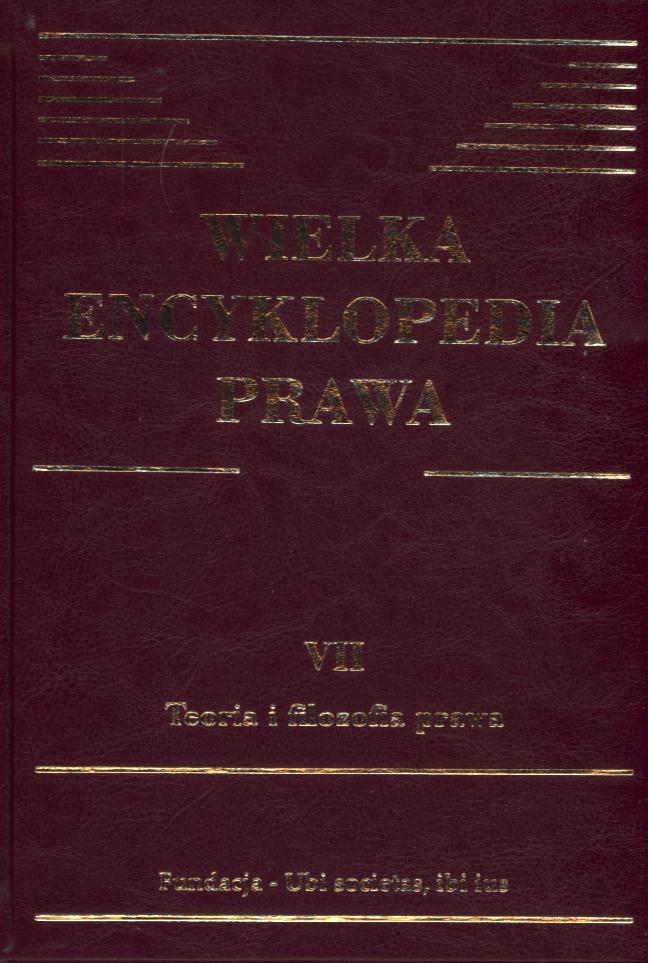 WIELKA
ENCYKLOPEDIA
PRAWA
VII
Teoria i filozofia prawa
Fundacja - Ubi societas, ibi ius